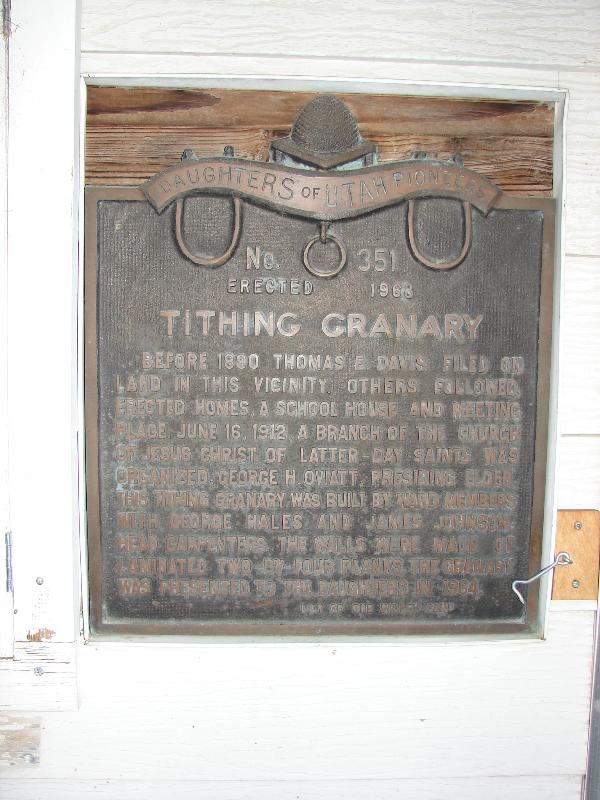 DAUGHTERS OF UTAH PIONEERS
No. 351
ERECTED 1968
TITHING GRANARY
BEFORE 1890 THOMAS E. DAVIS FILED ON
LAND IN THIS VICINITY. OTHERS FOLLOWED,
ERECTED HOMES, A SCHOOL HOUSE AND MEETING
PLACE. JUNE 16, 1912, A BRANCH OF THE CHURCH
OF JESUS CHRIST OF LATTER-DAY SAINTS WAS
ORGANIZED, GEORGE H. OVIATT, PRESIDING ELDER.
THIS TITHING GRANARY WAS BUILT BY WARD MEMBERS
WITH GEORGE HALES AND JAMES JOHNSEN
HEAD CARPENTERS. THE WALLS WERE MADE OF
LAMINATED TWO-BY-FOUR PLANKS. THE GRANARY
WAS PRESENTED TO THE DAUGHTERS IN 1964.
CAMP